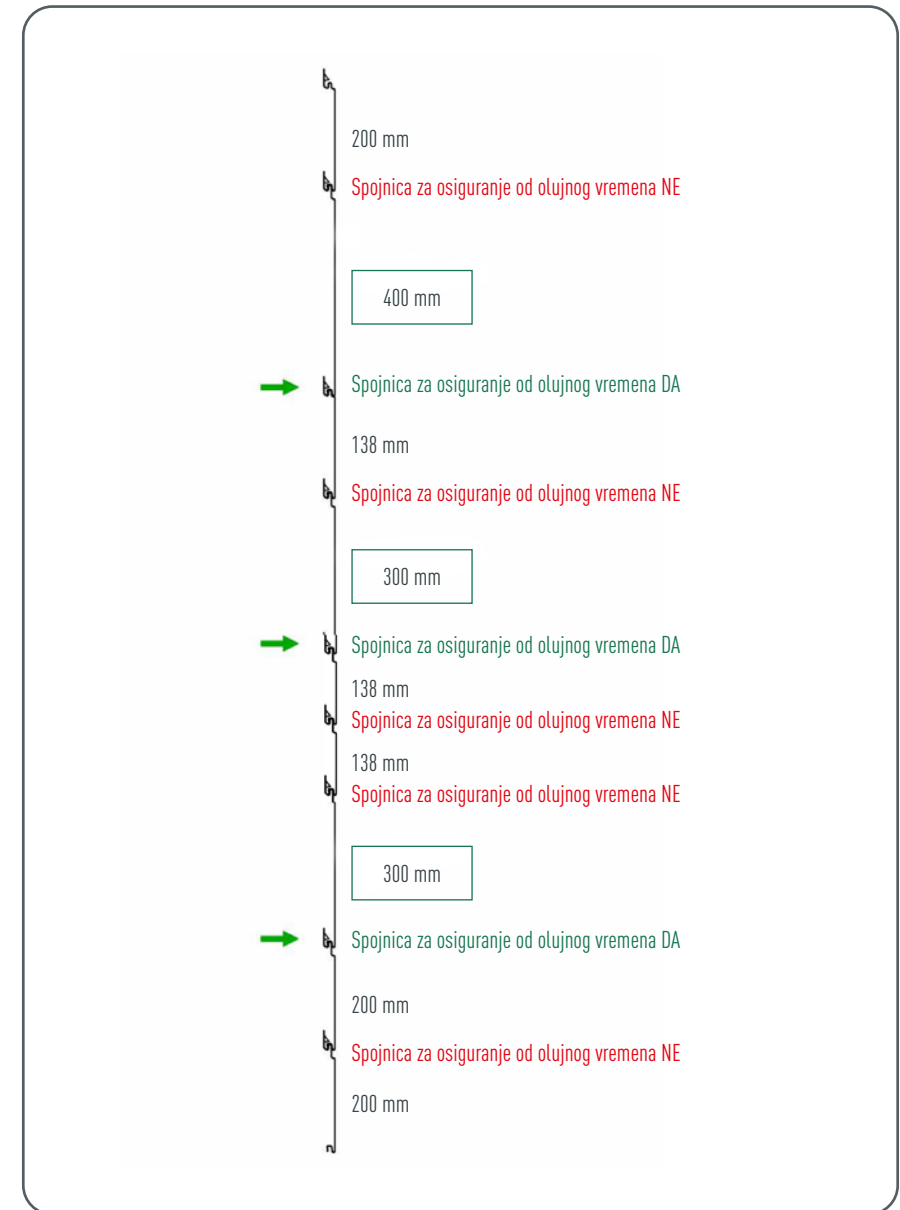 200 mm
Spojnica za osiguranje od olujnog vremena NE
400 mm
Spojnica za osiguranje od olujnog vremena DA
138 mm
Spojnica za osiguranje od olujnog vremena NE
300 mm
Spojnica za osiguranje od olujnog vremena DA
138 mm
Spojnica za osiguranje od olujnog vremena NE
138 mm
Spojnica za osiguranje od olujnog vremena NE
300 mm
Spojnica za osiguranje od olujnog vremena DA
200 mm
Spojnica za osiguranje od olujnog vremena NE
200 mm